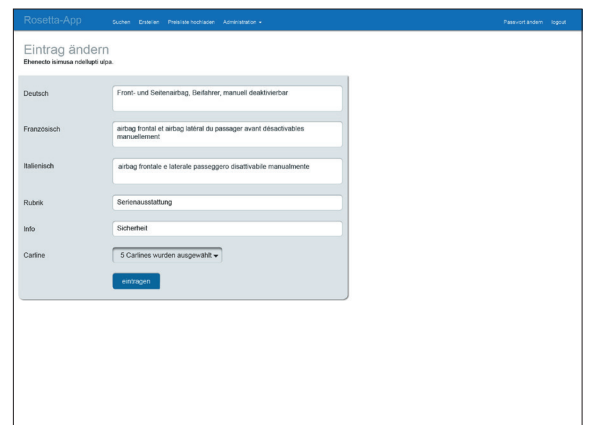 Rosetta-App Suchen Erstellen Preisliste hochladen Administration Passwort ändern logout
Eintrag ändern
Ehenecto isimusa ndellupti ulpa.
Deutsch Front- und Seitenairbag, Beifahrer, manuell deaktivierbar
Französisch airbag frontal et airbag latéral du passager avant désactivables
manuellement
Italienisch airbag frontale e laterale passeggero disattivabile manualmente
Rubrik Serienausstattung
Info Sicherheit
Carline 5 Carlines wurden ausgewählt
eintragen